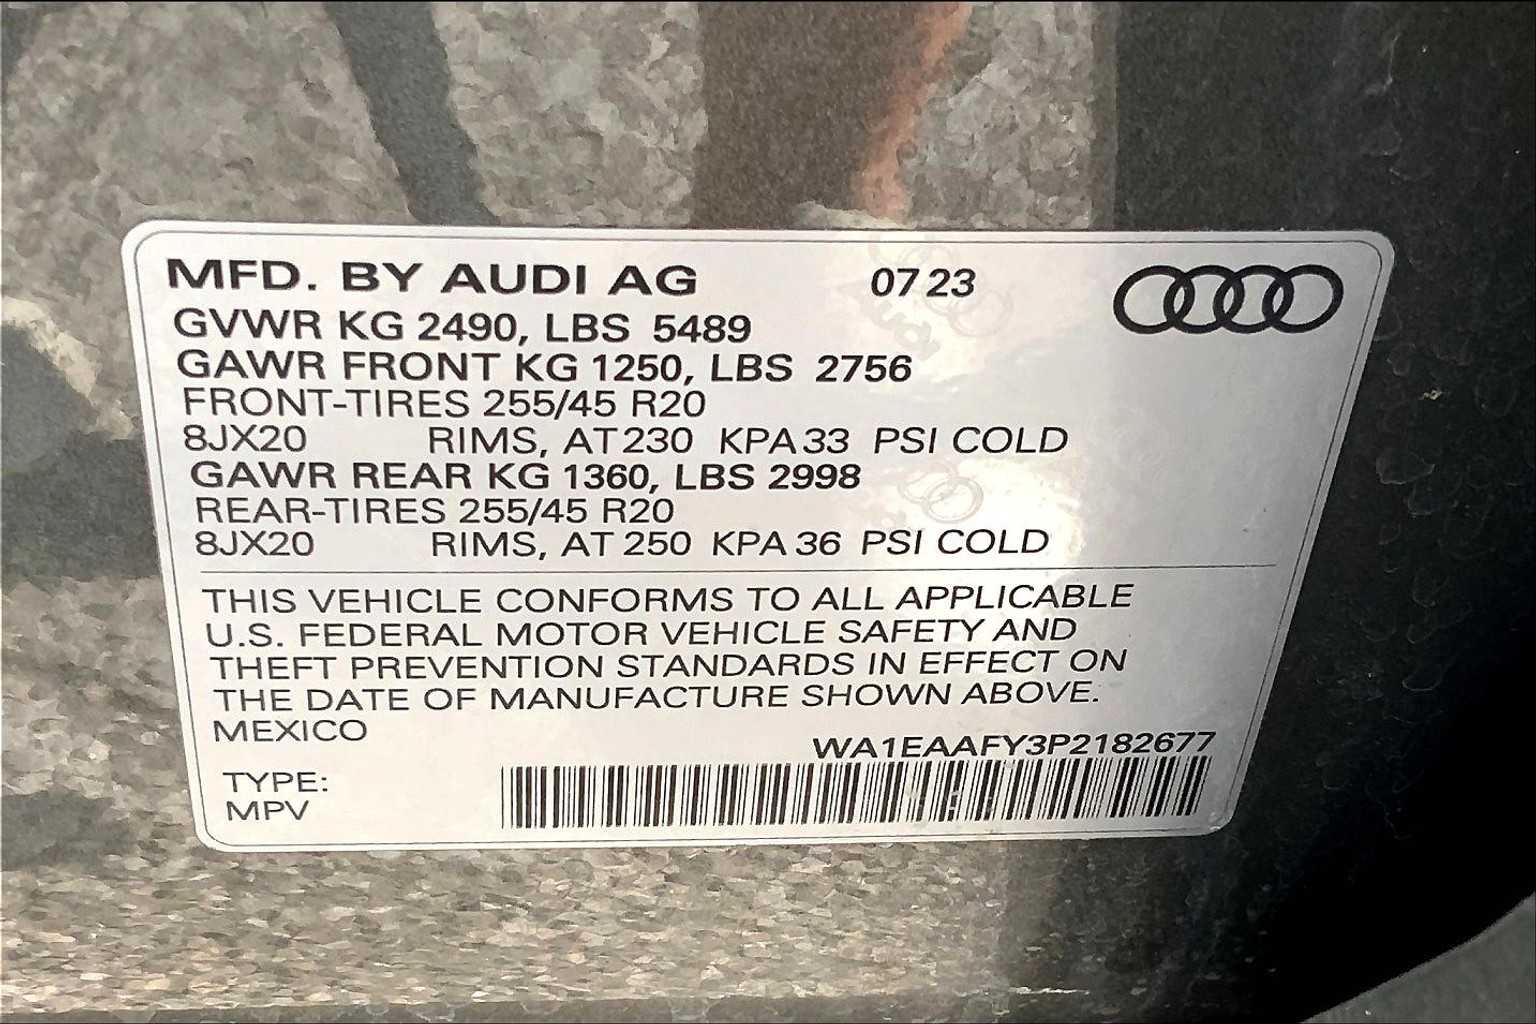 MFD. BY AUDI AG 07 23
GVWR KG 2490, LBS 5489
GAWR FRONT KG 1250, LBS 2756
FRONT-TIRES 255/45 R20
8JX20 RIMS, AT 230 KPA 33 PSI COLD
GAWR REAR KG 1360, LBS 2998
REAR-TIRES 255/45 R20
8JX20 RIMS, AT 250 KPA 36 PSI COLD
THIS VEHICLE CONFORMS TO ALL APPLICABLE
U.S. FEDERAL MOTOR VEHICLE SAFETY AND
THEFT PREVENTION STANDARDS IN EFFECT ON
THE DATE OF MANUFACTURE SHOWN ABOVE.
MEXICO
WA1EAAFY3P2182677
TYPE:
MPV